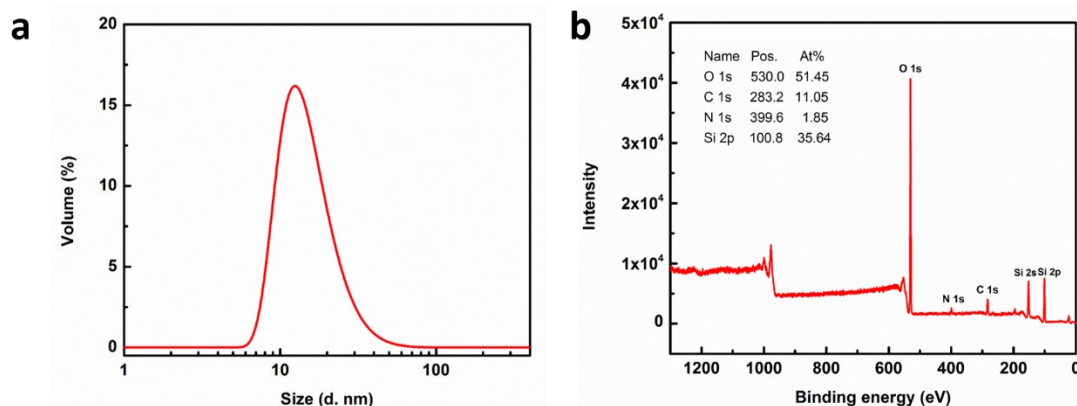 a
20
15
10
5
0
Volume (%)
1
10
100
Size (d. nm)
b
5x10⁴
4x10⁴
3x10⁴
2x10⁴
1x10⁴
0
Intensity
Name Pos. At%
O 1s 530.0 51.45
C 1s 283.2 11.05
N 1s 399.6 1.85
Si 2p 100.8 35.64
O 1s
N 1s
C 1s
Si 2s
Si 2p
1200 1000 800 600 400 200 0
Binding energy (eV)